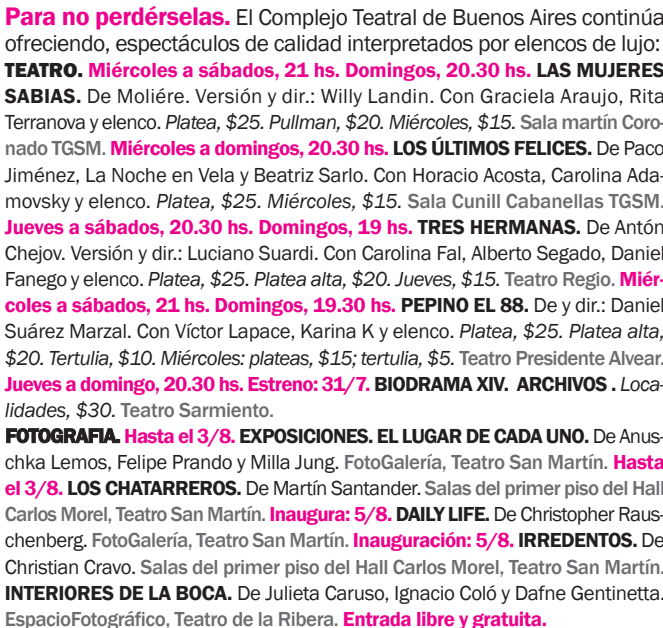 Para no perdérselas. El Complejo Teatral de Buenos Aires continúa
ofreciendo, espectáculos de calidad interpretados por elencos de lujo:
TEATRO. Miércoles a sábados, 21 hs. Domingos, 20.30 hs. LAS MUJERES
SABIAS. De Moliére. Versión y dir.: Willy Landin. Con Graciela Araujo, Rita
Terranova y elenco. Platea, $25. Pullman, $20. Miércoles, $15. Sala martín Coro-
nado TGSM. Miércoles a domingos, 20.30 hs. LOS ÚLTIMOS FELICES. De Paco
Jiménez, La Noche en Vela y Beatriz Sarlo. Con Horacio Acosta, Carolina Ada-
movsky y elenco. Platea, $25. Miércoles, $15. Sala Cunill Cabanellas TGSM.
Jueves a sábados, 20.30 hs. Domingos, 19 hs. TRES HERMANAS. De Antón
Chejov. Versión y dir.: Luciano Suardi. Con Carolina Fal, Alberto Segado, Daniel
Fanego y elenco. Platea, $25. Platea alta, $20. Jueves, $15. Teatro Regio. Miér-
coles a sábados, 21 hs. Domingos, 19.30 hs. PEPINO EL 88. De y dir.: Daniel
Suárez Marzal. Con Víctor Lapace, Karina K y elenco. Platea, $25. Platea alta,
$20. Tertulia, $10. Miércoles: plateas, $15; tertulia, $5. Teatro Presidente Alvear.
Jueves a domingo, 20.30 hs. Estreno: 31/7. BIODRAMA XIV. ARCHIVOS . Loca-
lidades, $30. Teatro Sarmiento.
FOTOGRAFIA. Hasta el 3/8. EXPOSICIONES. EL LUGAR DE CADA UNO. De Anus-
chka Lemos, Felipe Prando y Milla Jung. FotoGalería, Teatro San Martín. Hasta
el 3/8. LOS CHATARREROS. De Martín Santander. Salas del primer piso del Hall
Carlos Morel, Teatro San Martín. Inaugura: 5/8. DAILY LIFE. De Christopher Raus-
chenberg. FotoGalería, Teatro San Martín. Inauguración: 5/8. IRREDENTOS. De
Christian Cravo. Salas del primer piso del Hall Carlos Morel, Teatro San Martín.
INTERIORES DE LA BOCA. De Julieta Caruso, Ignacio Coló y Dafne Gentinetta.
EspacioFotográfico, Teatro de la Ribera. Entrada libre y gratuita.